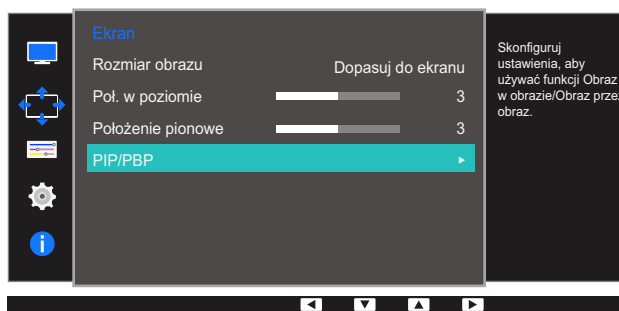 Ekran
Rozmiar obrazu Dopasuj do ekranu
Poł. w poziomie 3
Położenie pionowe 3
PIP/PBP
Skonfiguruj
ustawienia, aby
używać funkcji Obraz
w obrazie/Obraz przez
obraz.